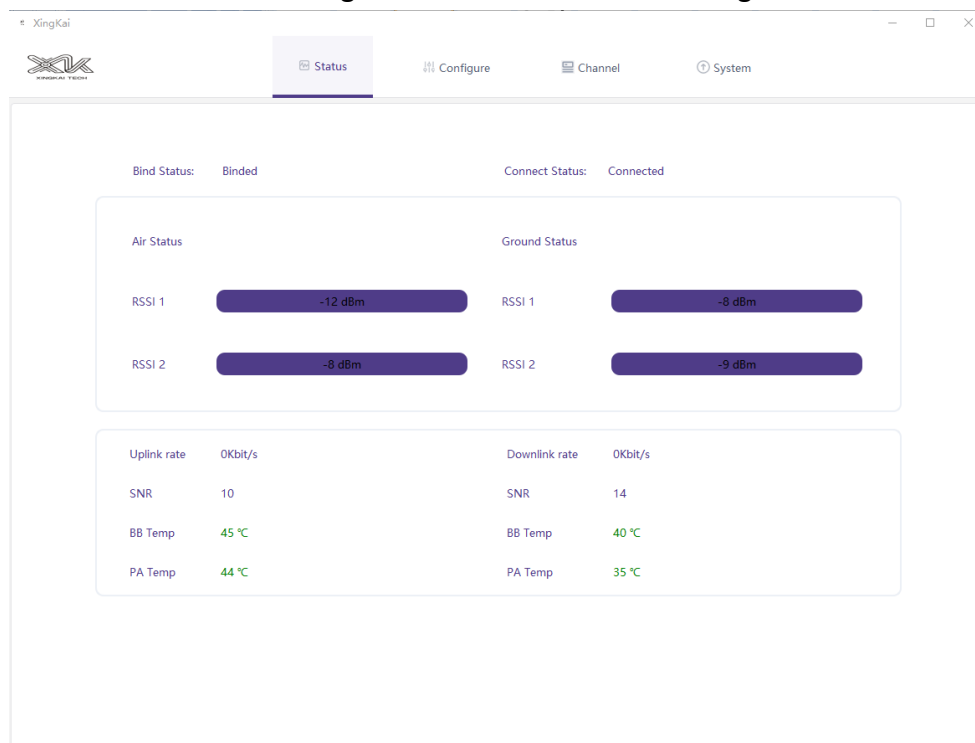 XingKai
XINGKAI TECH
Status Configure Channel System
Bind Status: Binded Connect Status: Connected
Air Status Ground Status
RSSI 1 -12 dBm RSSI 1 -8 dBm
RSSI 2 -8 dBm RSSI 2 -9 dBm
Uplink rate 0Kbit/s Downlink rate 0Kbit/s
SNR 10 SNR 14
BB Temp 45 ℃ BB Temp 40 ℃
PA Temp 44 ℃ PA Temp 35 ℃